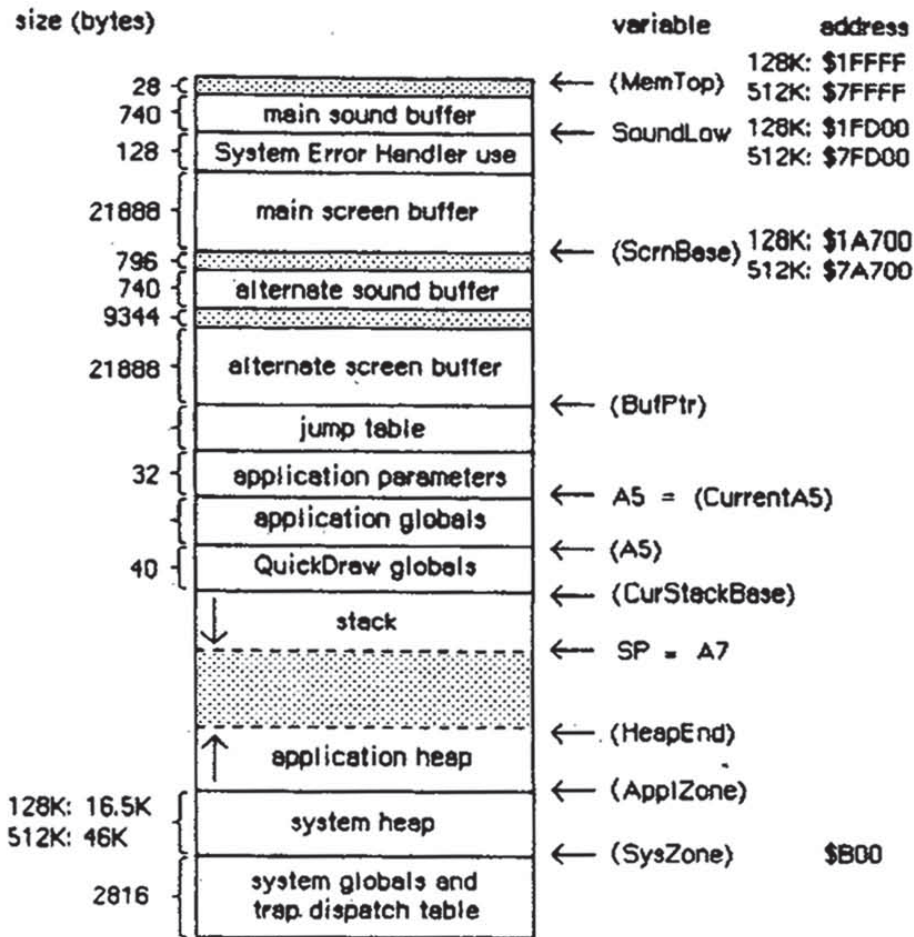 size (bytes) variable address
28 (MemTop) 128K: $1FFFF
512K: $7FFFF
740 main sound buffer
SoundLow 128K: $1FD00
128 System Error Handler use 512K: $7FD00
21888 main screen buffer
(ScrnBase) 128K: $1A700
796 512K: $7A700
740 alternate sound buffer
9344
21888 alternate screen buffer
(BufPtr)
jump table
32 application parameters
A5 = (CurrentA5)
application globals
(A5)
40 QuickDraw globals
(CurStackBase)
stack
SP = A7
(HeapEnd)
application heap
(ApplZone)
128K: 16.5K
512K: 46K
system heap
(SysZone) $B00
2816 system globals and
trap dispatch table